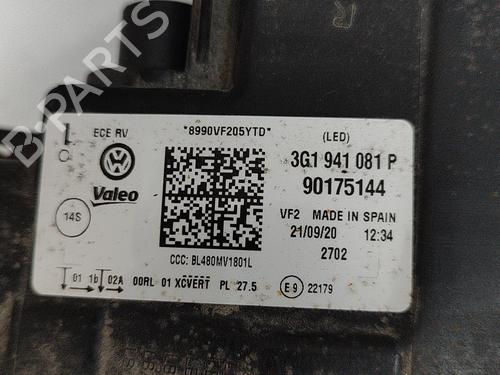 R
B-PARTS
L ECE RV *8990VF205YTD* (LED)
3G1 941 081 P
Valeo 90175144
14S VF2 MADE IN SPAIN
21/09/20 12:34
2702
CCC: BL480MV1801L
01 1b 02A 00RL 01 XCVERT PL 27.5 E9 22179